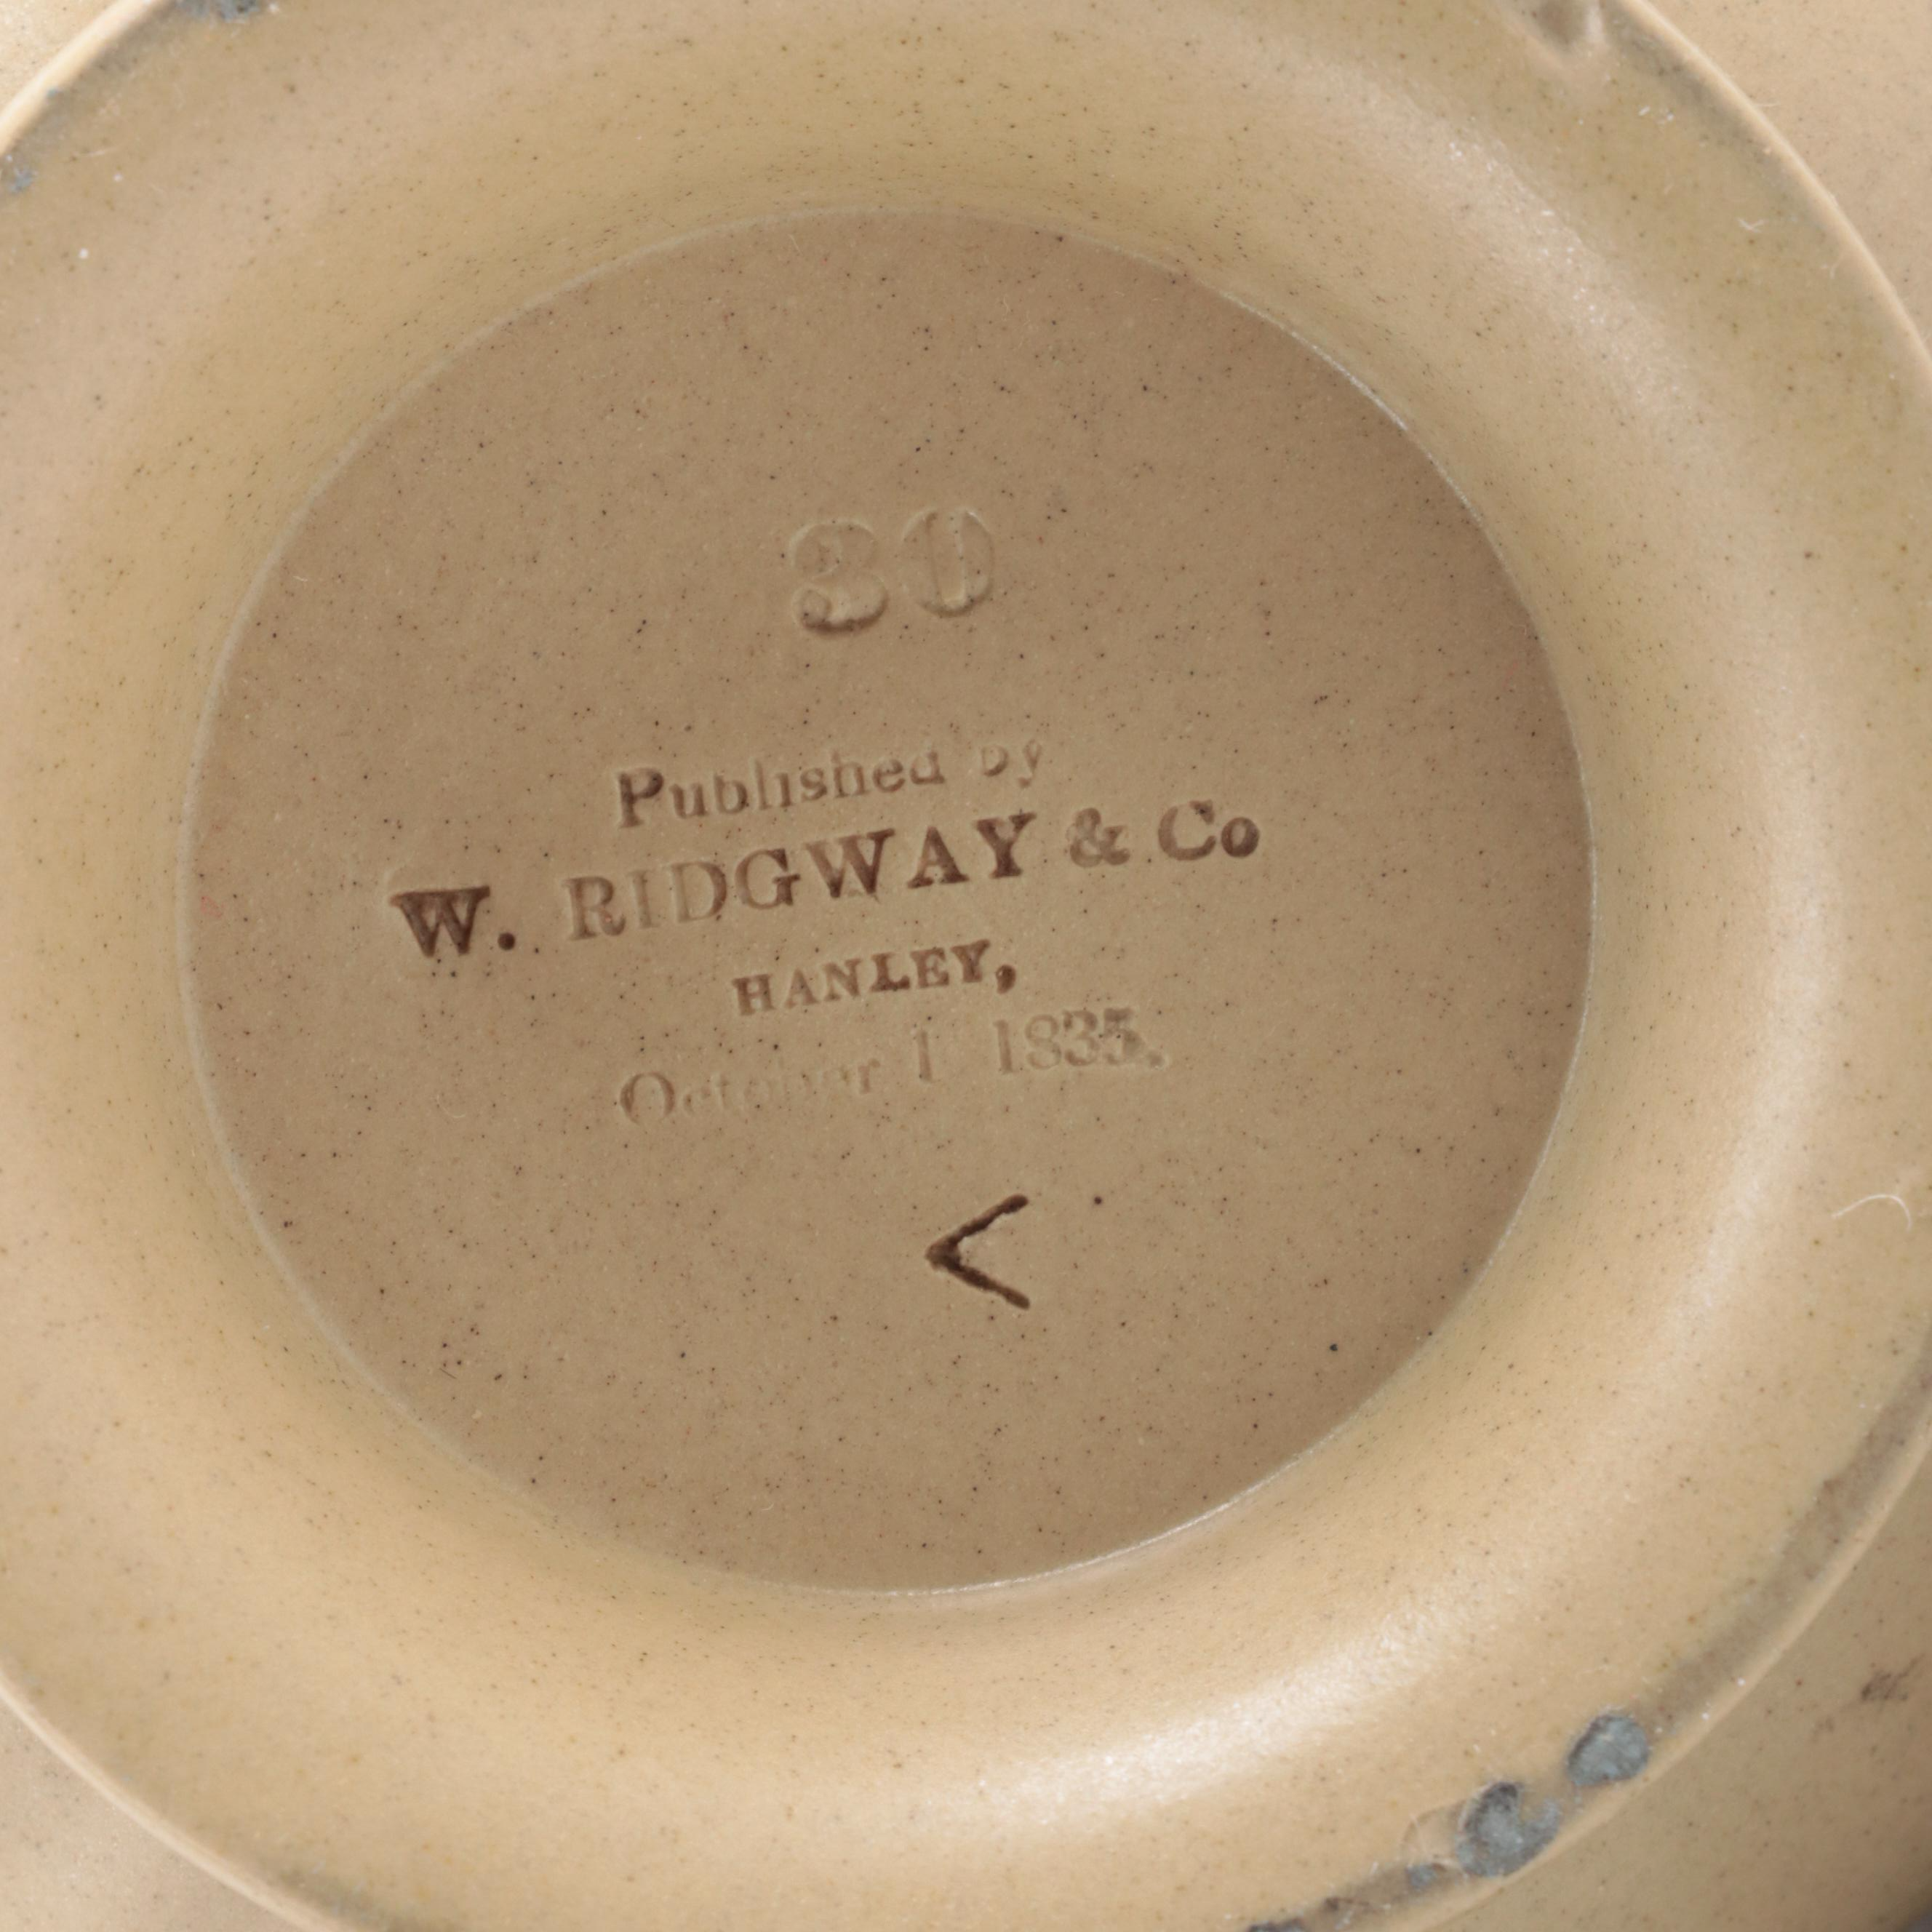 30
Published by
W. RIDGWAY & Co
HANLEY,
October 1 1835.